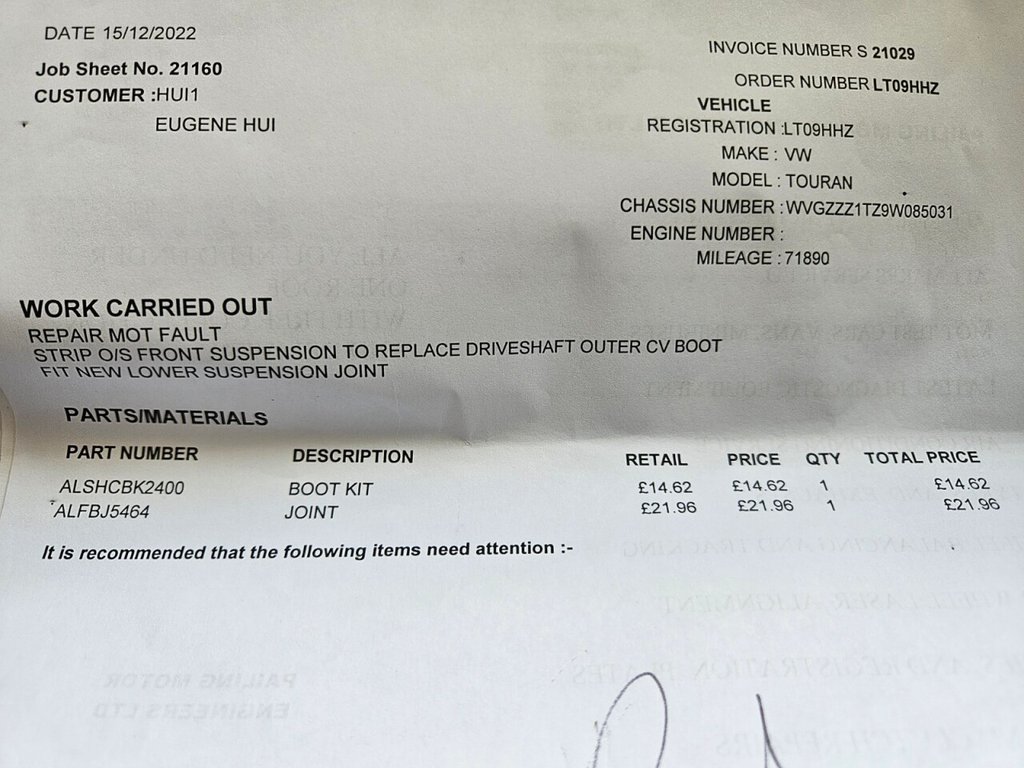 DATE 15/12/2022
Job Sheet No. 21160
CUSTOMER :HUI1
EUGENE HUI
INVOICE NUMBER S 21029
ORDER NUMBER LT09HHZ
VEHICLE
REGISTRATION :LT09HHZ
MAKE : VW
MODEL : TOURAN
CHASSIS NUMBER :WVGZZZ1TZ9W085031
ENGINE NUMBER :
MILEAGE : 71890
WORK CARRIED OUT
REPAIR MOT FAULT
STRIP O/S FRONT SUSPENSION TO REPLACE DRIVESHAFT OUTER CV BOOT
FIT NEW LOWER SUSPENSION JOINT
PARTS/MATERIALS
PART NUMBER DESCRIPTION RETAIL PRICE QTY TOTAL PRICE
ALSHCBK2400 BOOT KIT £14.62 £14.62 1 £14.62
ALFBJ5464 JOINT £21.96 £21.96 1 £21.96
It is recommended that the following items need attention :-
PAILING MOTOR
ENGINEERS LTD